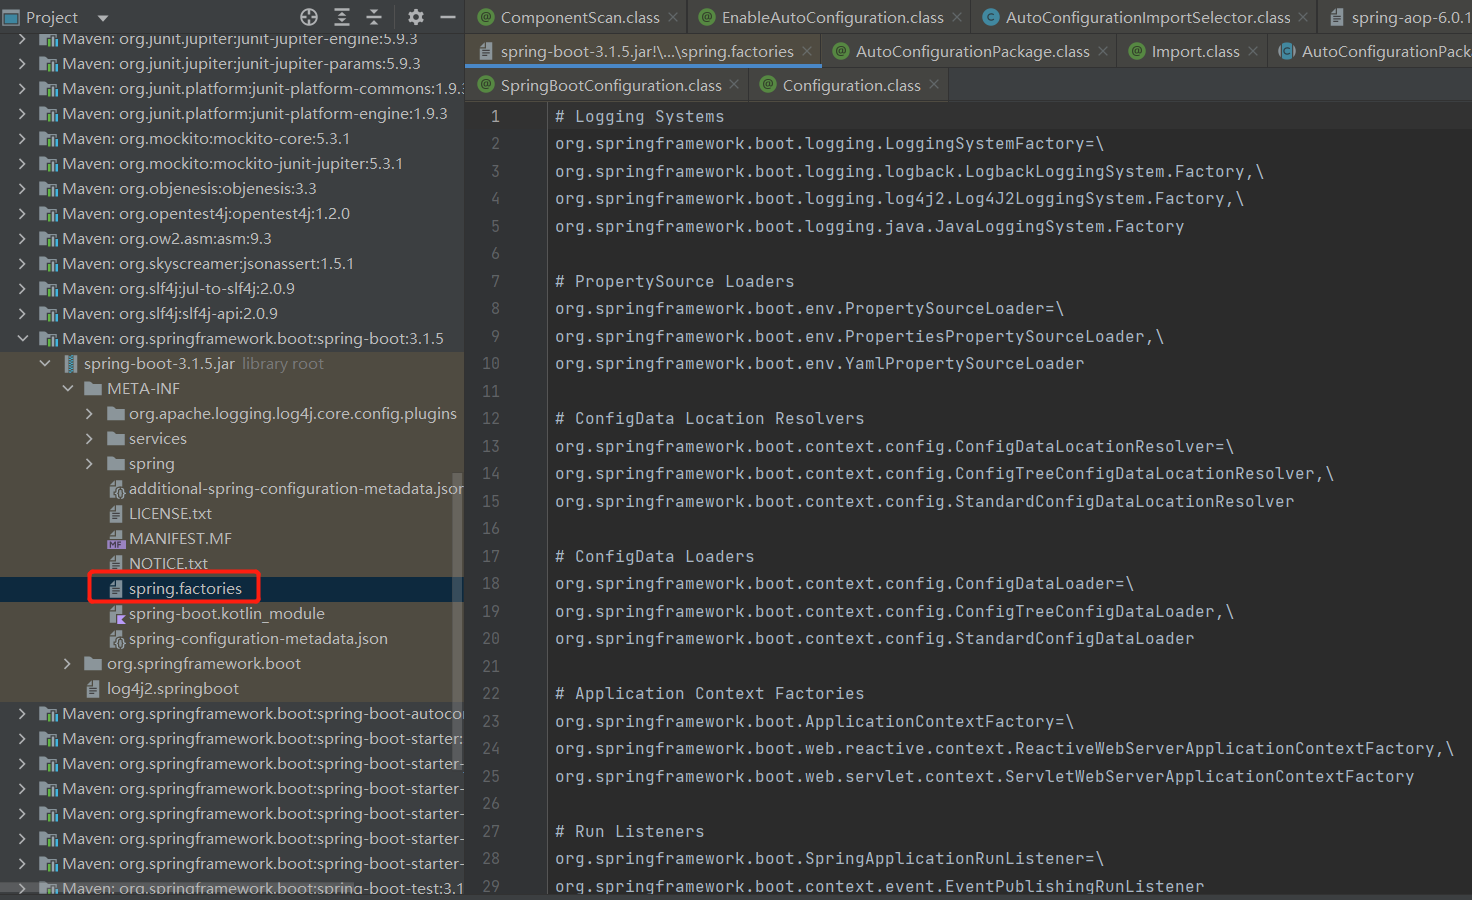 Project
Maven: org.junit.jupiter:junit-jupiter-engine:5.9.3
Maven: org.junit.jupiter:junit-jupiter-params:5.9.3
Maven: org.junit.platform:junit-platform-commons:1.9.3
Maven: org.junit.platform:junit-platform-engine:1.9.3
Maven: org.mockito:mockito-core:5.3.1
Maven: org.mockito:mockito-junit-jupiter:5.3.1
Maven: org.objenesis:objenesis:3.3
Maven: org.opentest4j:opentest4j:1.2.0
Maven: org.ow2.asm:asm:9.3
Maven: org.skyscreamer:jsonassert:1.5.1
Maven: org.slf4j:jul-to-slf4j:2.0.9
Maven: org.slf4j:slf4j-api:2.0.9
Maven: org.springframework.boot:spring-boot:3.1.5
spring-boot-3.1.5.jar library root
META-INF
org.apache.logging.log4j.core.config.plugins
services
spring
additional-spring-configuration-metadata.json
LICENSE.txt
MANIFEST.MF
NOTICE.txt
spring.factories
spring-boot.kotlin_module
spring-configuration-metadata.json
org.springframework.boot
log4j2.springboot
Maven: org.springframework.boot:spring-boot-autocon
Maven: org.springframework.boot:spring-boot-starter:
Maven: org.springframework.boot:spring-boot-starter-
Maven: org.springframework.boot:spring-boot-starter-
Maven: org.springframework.boot:spring-boot-starter-
Maven: org.springframework.boot:spring-boot-starter-
Maven: org.springframework.boot:spring-boot-starter-
Maven: org.springframework.boot:spring-boot-test:3.1
ComponentScan.class EnableAutoConfiguration.class AutoConfigurationImportSelector.class spring-aop-6.0.1
spring-boot-3.1.5.jar!\...\spring.factories AutoConfigurationPackage.class Import.class AutoConfigurationPack
SpringBootConfiguration.class Configuration.class
1 # Logging Systems
2 org.springframework.boot.logging.LoggingSystemFactory=\
3 org.springframework.boot.logging.logback.LogbackLoggingSystem.Factory,\
4 org.springframework.boot.logging.log4j2.Log4J2LoggingSystem.Factory,\
5 org.springframework.boot.logging.java.JavaLoggingSystem.Factory
6
7 # PropertySource Loaders
8 org.springframework.boot.env.PropertySourceLoader=\
9 org.springframework.boot.env.PropertiesPropertySourceLoader,\
10 org.springframework.boot.env.YamlPropertySourceLoader
11
12 # ConfigData Location Resolvers
13 org.springframework.boot.context.config.ConfigDataLocationResolver=\
14 org.springframework.boot.context.config.ConfigTreeConfigDataLocationResolver,\
15 org.springframework.boot.context.config.StandardConfigDataLocationResolver
16
17 # ConfigData Loaders
18 org.springframework.boot.context.config.ConfigDataLoader=\
19 org.springframework.boot.context.config.ConfigTreeConfigDataLoader,\
20 org.springframework.boot.context.config.StandardConfigDataLoader
21
22 # Application Context Factories
23 org.springframework.boot.ApplicationContextFactory=\
24 org.springframework.boot.web.reactive.context.ReactiveWebServerApplicationContextFactory,\
25 org.springframework.boot.web.servlet.context.ServletWebServerApplicationContextFactory
26
27 # Run Listeners
28 org.springframework.boot.SpringApplicationRunListener=\
29 org.springframework.boot.context.event.EventPublishingRunListener